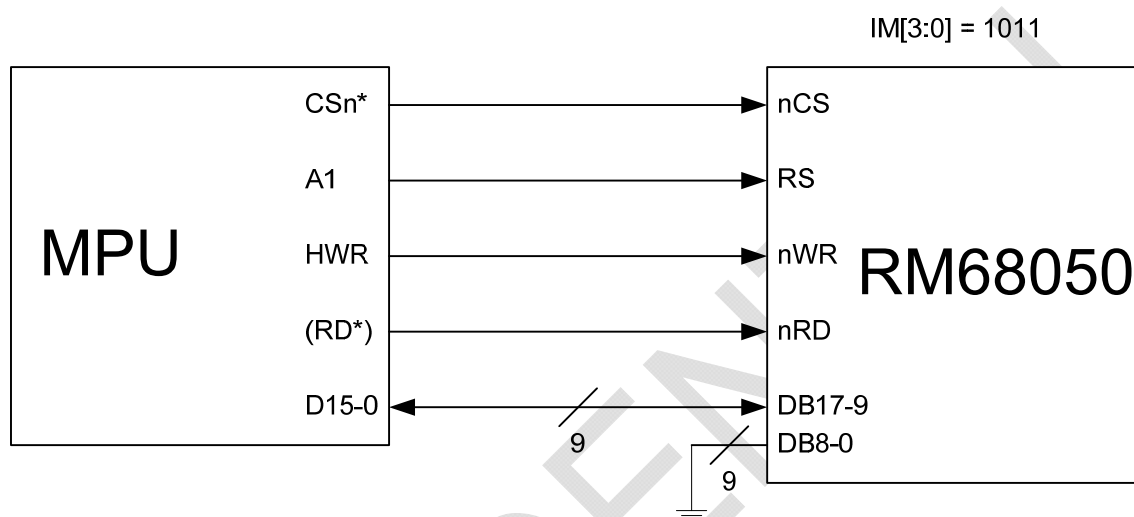 IM[3:0] = 1011
MPU
CSn*
A1
HWR
(RD*)
D15-0
9
nCS
RS
nWR
nRD
DB17-9
DB8-0
9
RM68050